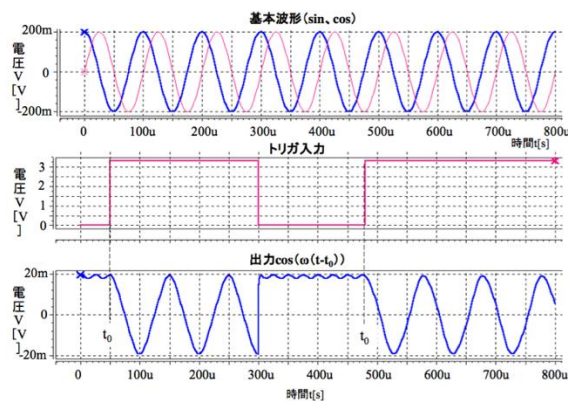 基本波形（sin、cos）
電圧V[V]
200m
0
-200m
0 100u 200u 300u 400u 500u 600u 700u 800u
時間t[s]
トリガ入力
電圧V[V]
3
2
1
0
出力cos(ω(t-t₀))
電圧V[V]
20m
0
-20m
t₀
t₀
0 100u 200u 300u 400u 500u 600u 700u 800u
時間t[s]